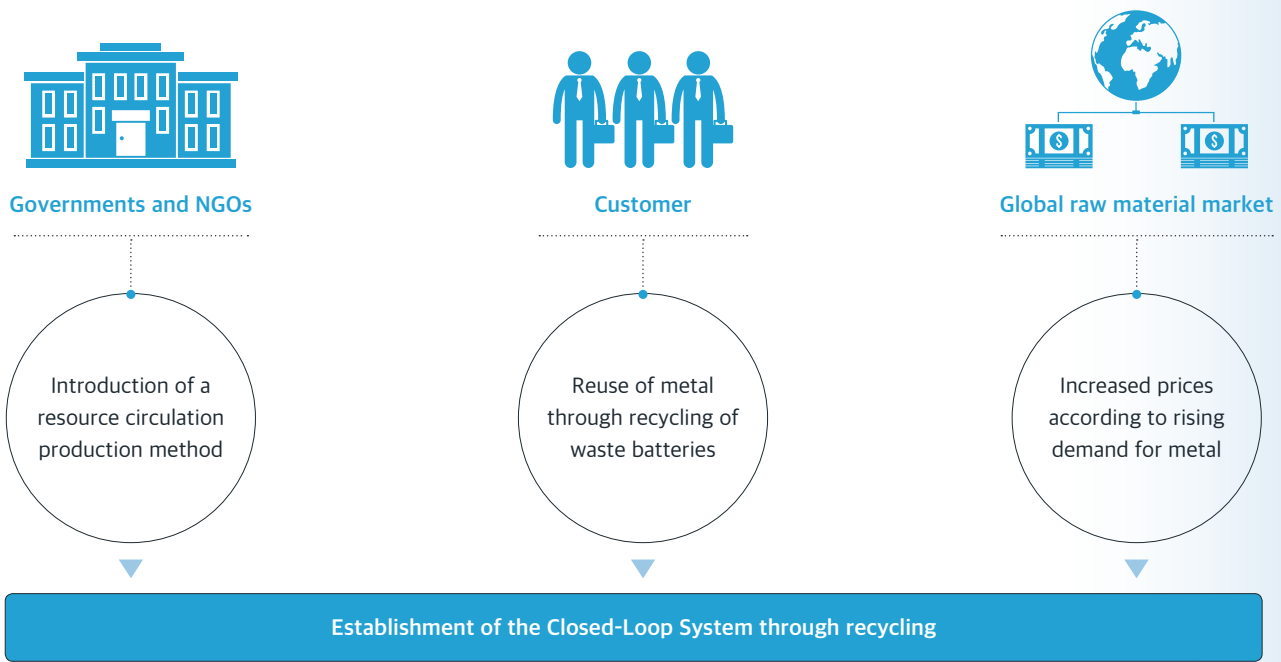 Governments and NGOs
Customer
Global raw material market
Introduction of a
resource circulation
production method
Reuse of metal
through recycling of
waste batteries
Increased prices
according to rising
demand for metal
Establishment of the Closed-Loop System through recycling